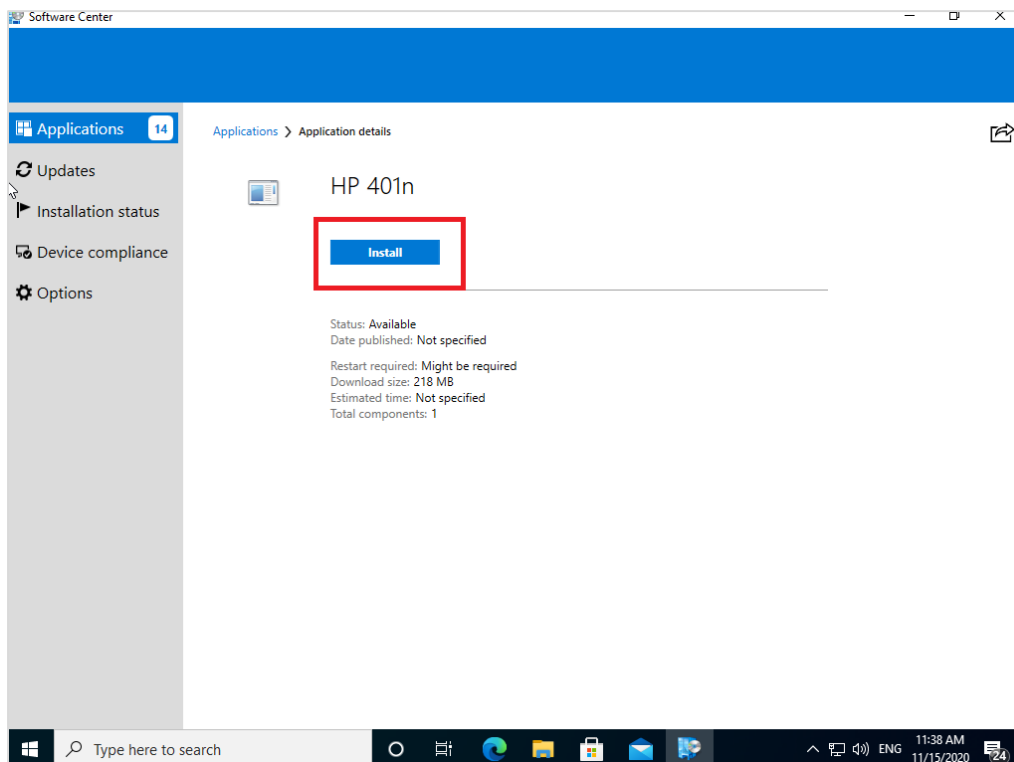 Software Center
Applications 14
Updates
Installation status
Device compliance
Options
Applications Application details
HP 401n
Install
Status: Available
Date published: Not specified
Restart required: Might be required
Download size: 218 MB
Estimated time: Not specified
Total components: 1
Type here to search
ENG
11:38 AM
11/15/2020
24